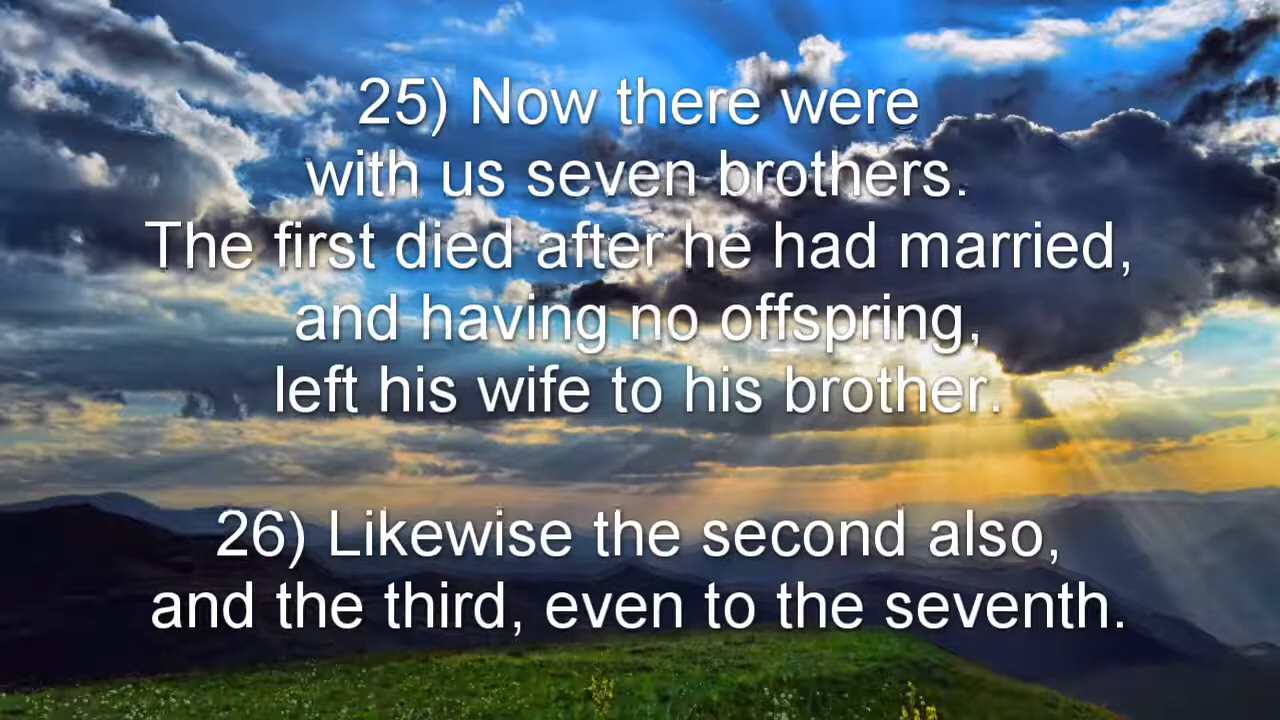 25) Now there were
with us seven brothers.
The first died after he had married,
and having no offspring,
left his wife to his brother.
26) Likewise the second also,
and the third, even to the seventh.